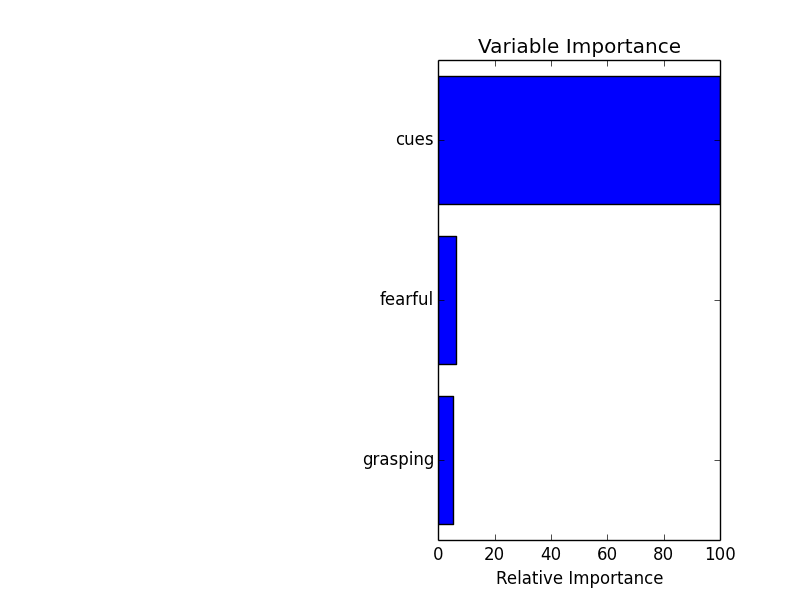 Variable Importance
cues
fearful
grasping
0 20 40 60 80 100
Relative Importance